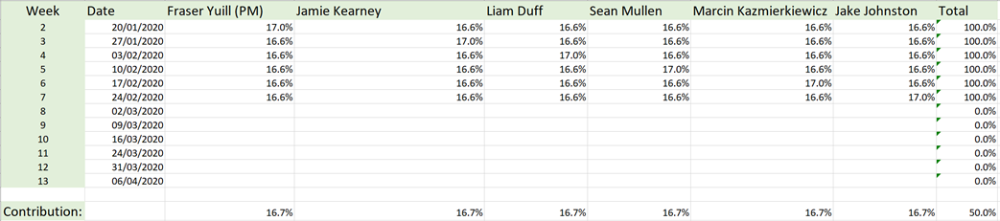 Week Date Fraser Yuill (PM) Jamie Kearney Liam Duff Sean Mullen Marcin Kazmierkiewicz Jake Johnston Total
2 20/01/2020 17.0% 16.6% 16.6% 16.6% 16.6% 16.6% 100.0%
3 27/01/2020 16.6% 17.0% 16.6% 16.6% 16.6% 16.6% 100.0%
4 03/02/2020 16.6% 16.6% 17.0% 16.6% 16.6% 16.6% 100.0%
5 10/02/2020 16.6% 16.6% 16.6% 17.0% 16.6% 16.6% 100.0%
6 17/02/2020 16.6% 16.6% 16.6% 16.6% 17.0% 16.6% 100.0%
7 24/02/2020 16.6% 16.6% 16.6% 16.6% 16.6% 17.0% 100.0%
8 02/03/2020 0.0%
9 09/03/2020 0.0%
10 16/03/2020 0.0%
11 24/03/2020 0.0%
12 31/03/2020 0.0%
13 06/04/2020 0.0%
Contribution: 16.7% 16.7% 16.7% 16.7% 16.7% 16.7% 50.0%